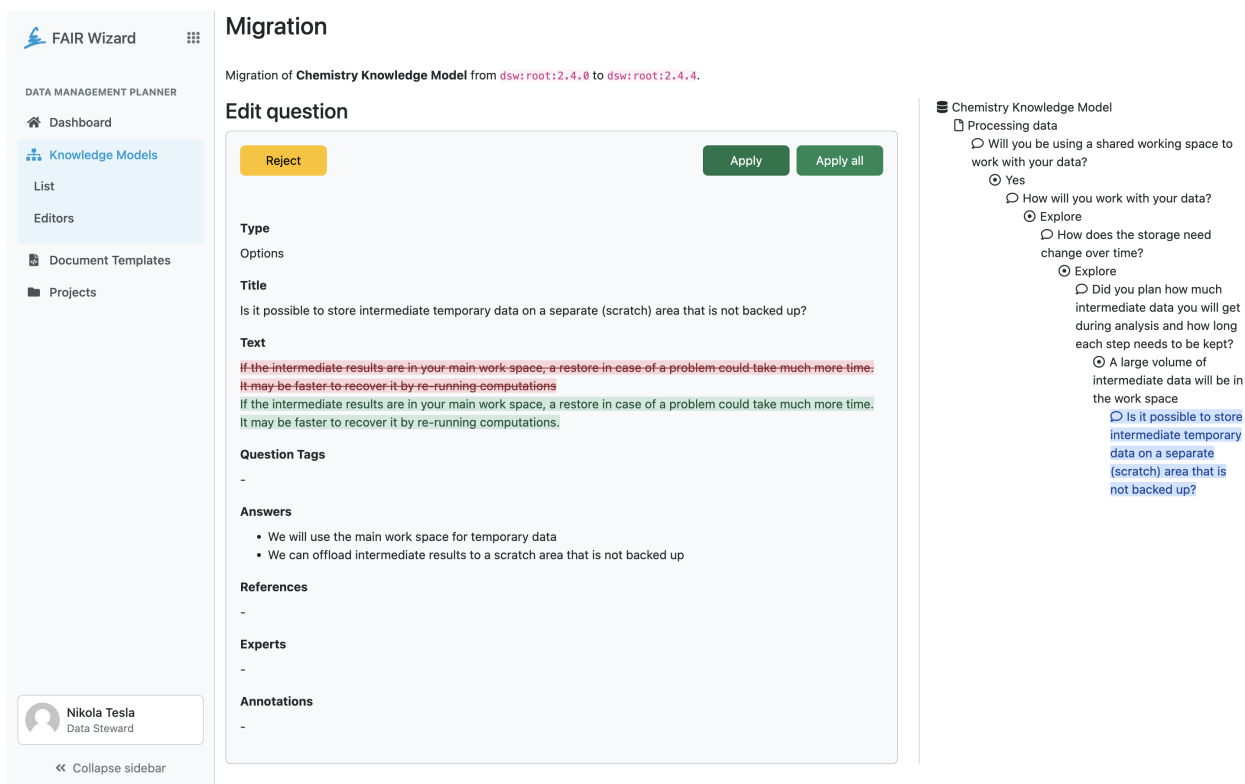 FAIR Wizard
DATA MANAGEMENT PLANNER
Dashboard
Knowledge Models
List
Editors
Document Templates
Projects
Nikola Tesla
Data Steward
Collapse sidebar
Migration
Migration of Chemistry Knowledge Model from dsw:root:2.4.0 to dsw:root:2.4.4.
Edit question
Reject
Apply
Apply all
Type
Options
Title
Is it possible to store intermediate temporary data on a separate (scratch) area that is not backed up?
Text
If the intermediate results are in your main work space, a restore in case of a problem could take much more time.
It may be faster to recover it by re-running computations
If the intermediate results are in your main work space, a restore in case of a problem could take much more time.
It may be faster to recover it by re-running computations.
Question Tags
-
Answers
• We will use the main work space for temporary data
• We can offload intermediate results to a scratch area that is not backed up
References
-
Experts
-
Annotations
-
Chemistry Knowledge Model
Processing data
Will you be using a shared working space to
work with your data?
Yes
How will you work with your data?
Explore
How does the storage need
change over time?
Explore
Did you plan how much
intermediate data you will get
during analysis and how long
each step needs to be kept?
A large volume of
intermediate data will be in
the work space
Is it possible to store
intermediate temporary
data on a separate
(scratch) area that is
not backed up?